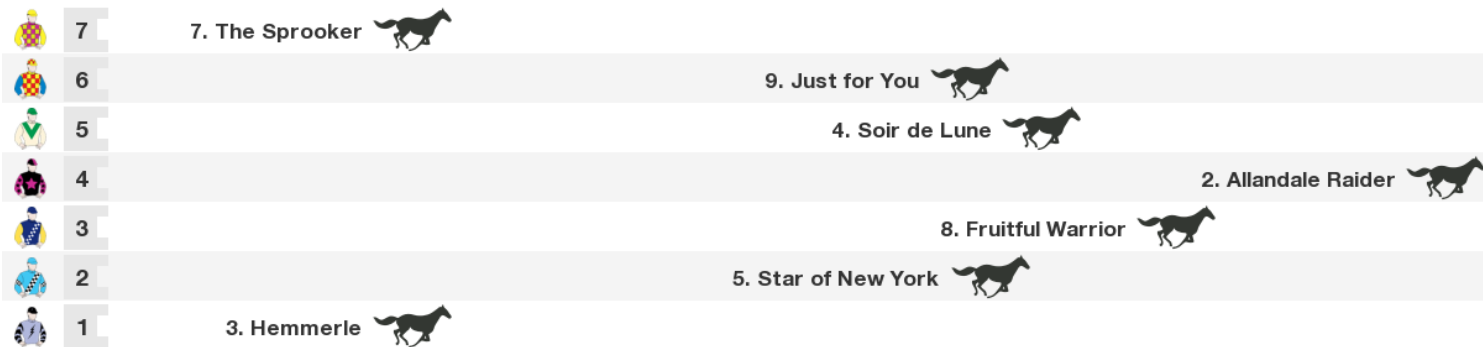 7 7. The Sprooker
6 9. Just for You
5 4. Soir de Lune
4 2. Allandale Raider
3 8. Fruitful Warrior
2 5. Star of New York
1 3. Hemmerle